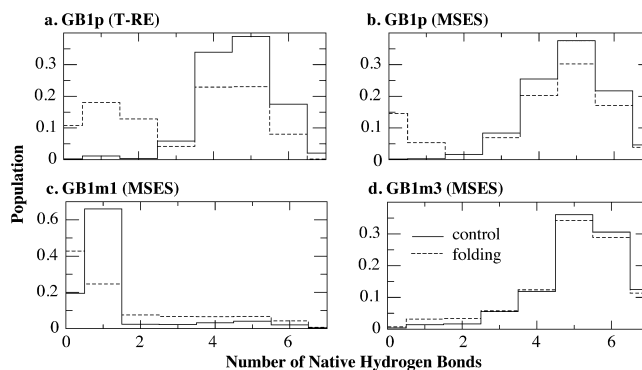 a. GB1p (T-RE)
b. GB1p (MSES)
0.3
0.2
0.1
0
0.3
0.2
0.1
0
Population
c. GB1m1 (MSES)
d. GB1m3 (MSES)
0.6
0.4
0.2
0
0.3
0.2
0.1
0
control
folding
0 2 4 6
0 2 4 6
Number of Native Hydrogen Bonds